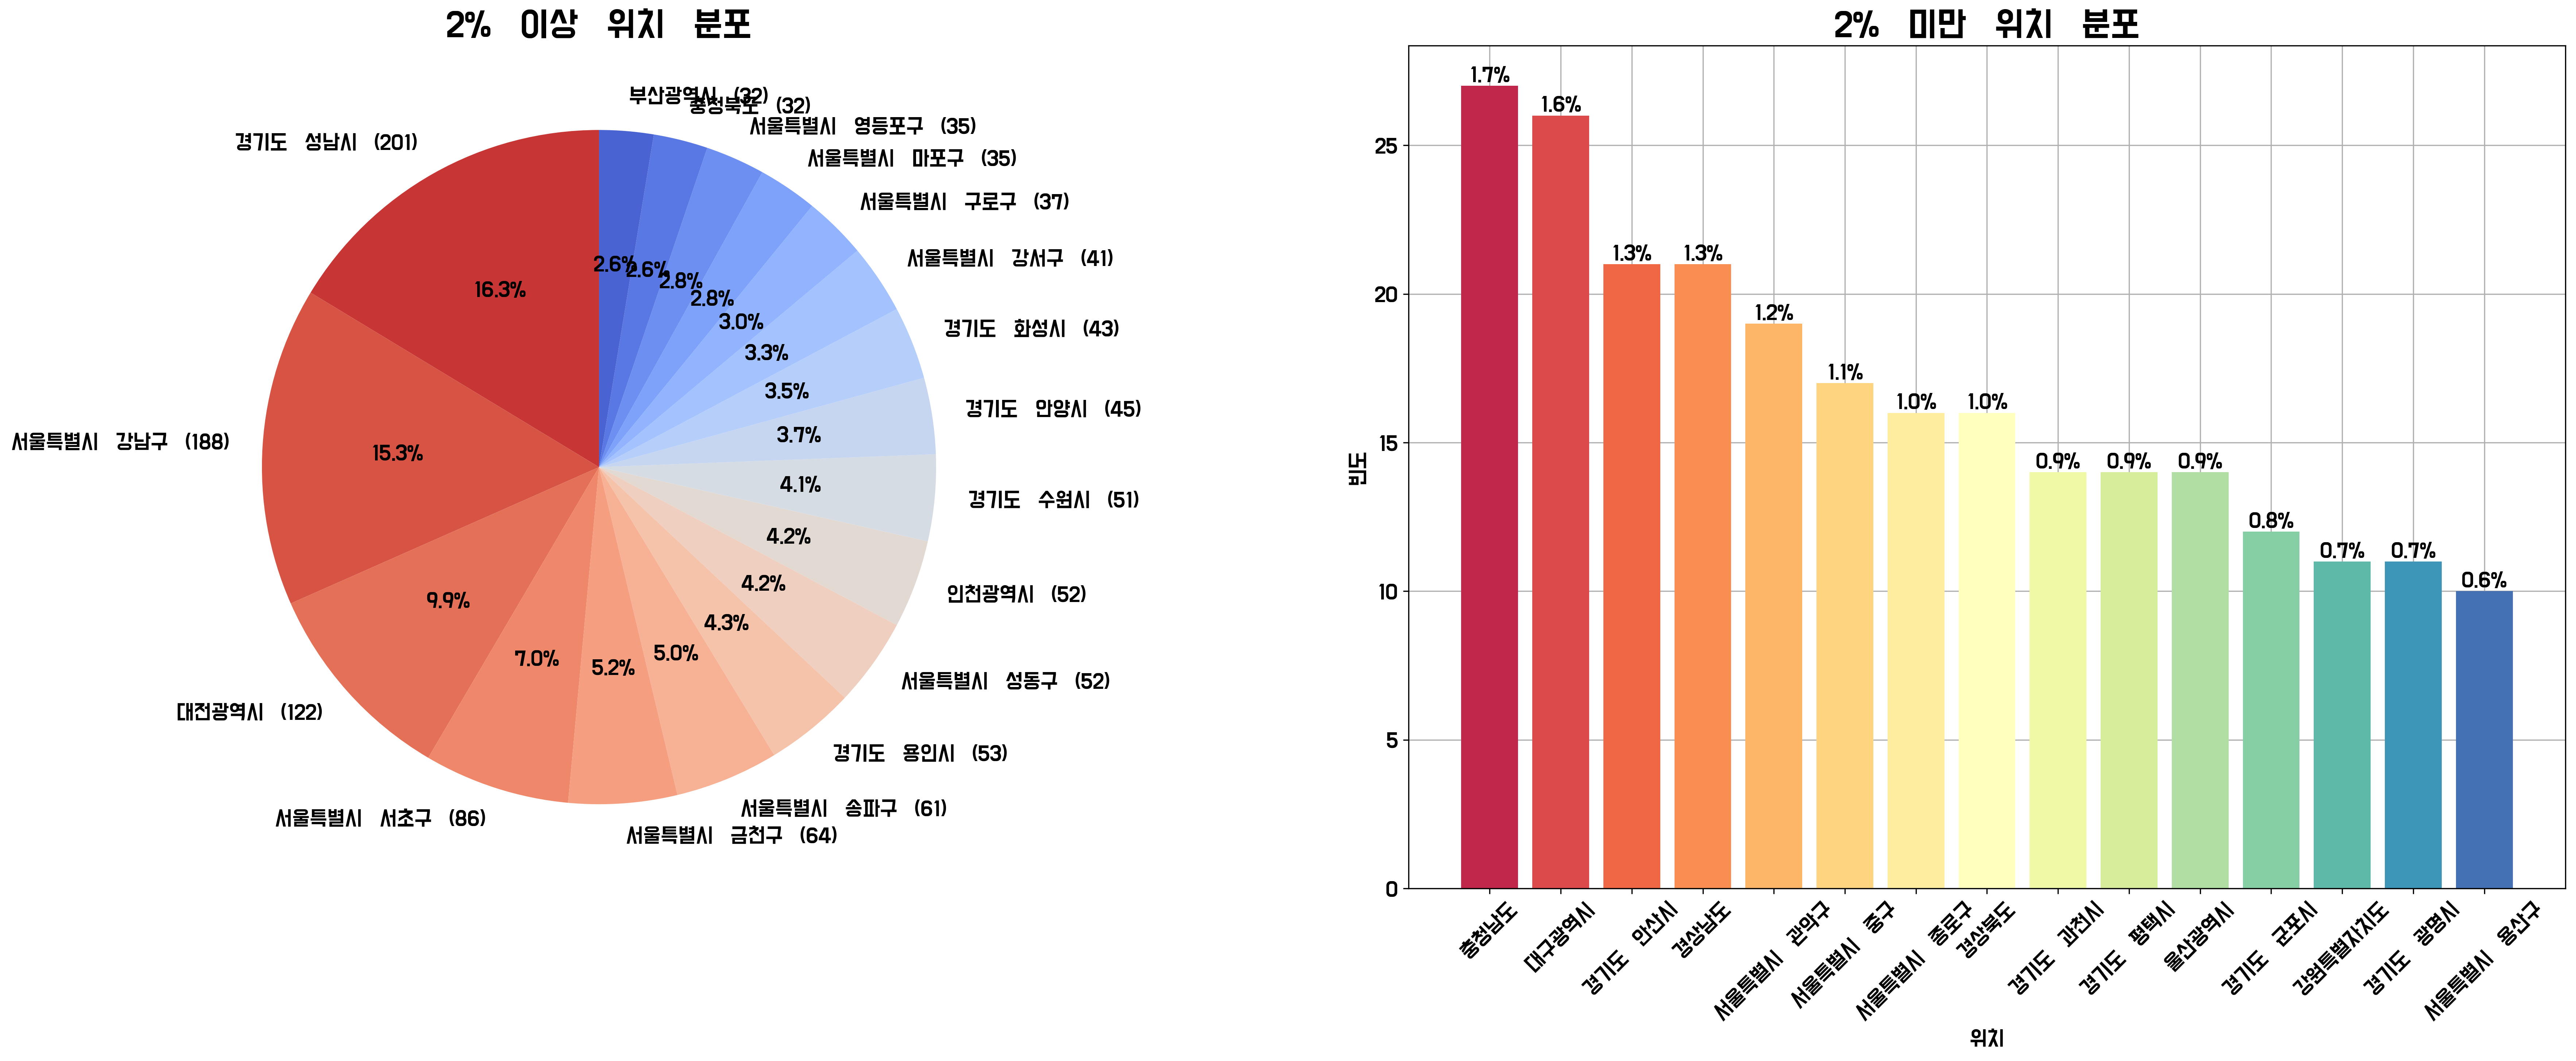 2% 이상 위치 분포
부산광역시 (32)
충청북도 (32)
서울특별시 영등포구 (35)
서울특별시 마포구 (35)
서울특별시 구로구 (37)
서울특별시 강서구 (41)
경기도 화성시 (43)
경기도 안양시 (45)
경기도 수원시 (51)
인천광역시 (52)
서울특별시 성동구 (52)
경기도 용인시 (53)
서울특별시 송파구 (61)
서울특별시 금천구 (64)
서울특별시 서초구 (86)
대전광역시 (122)
서울특별시 강남구 (188)
경기도 성남시 (201)
2.6%
2.6%
2.8%
2.8%
3.0%
3.3%
3.5%
3.7%
4.1%
4.2%
4.2%
4.3%
5.0%
5.2%
7.0%
9.9%
15.3%
16.3%
2% 미만 위치 분포
1.7%
1.6%
1.3%
1.3%
1.2%
1.1%
1.0%
1.0%
0.9%
0.9%
0.9%
0.8%
0.7%
0.7%
0.6%
25
20
15
10
5
0
빈도
충청남도
대구광역시
경기도 안산시
경상남도
서울특별시 관악구
서울특별시 중구
서울특별시 종로구
경상북도
경기도 과천시
경기도 평택시
울산광역시
경기도 군포시
강원특별자치도
경기도 광명시
서울특별시 용산구
위치